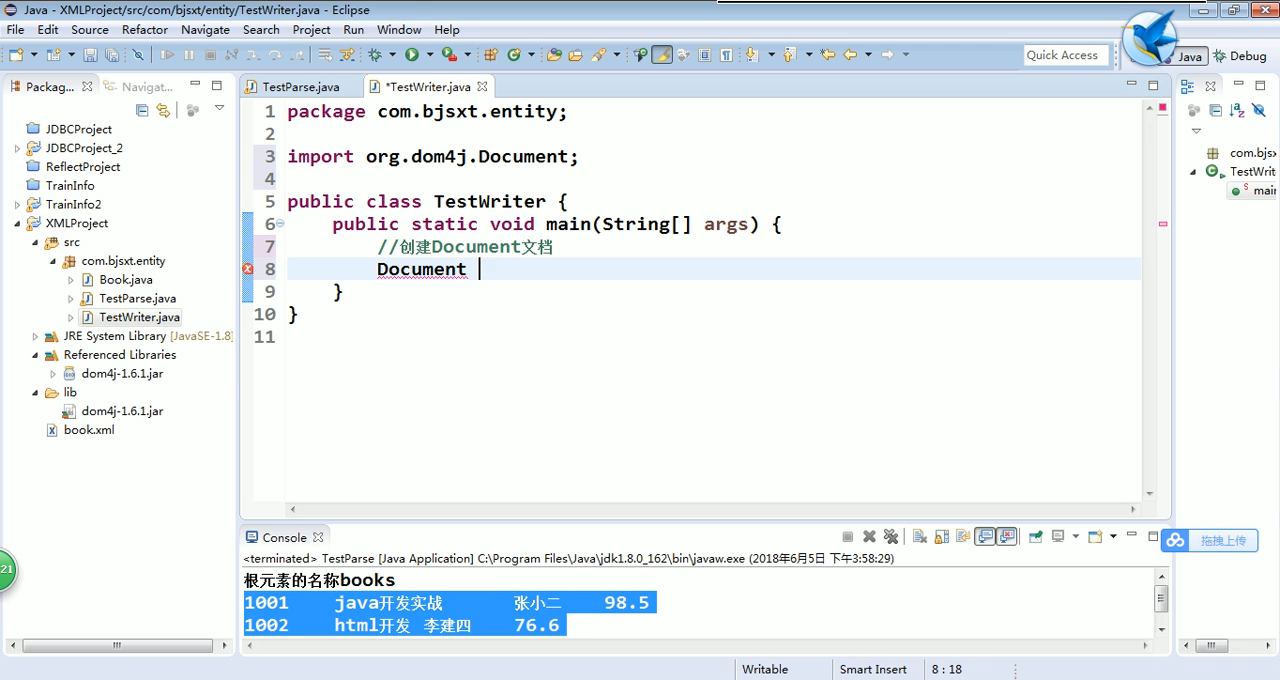 Java - XMLProject/src/com/bjsxt/entity/TestWriter.java - Eclipse
File Edit Source Refactor Navigate Search Project Run Window Help
Quick Access
Java
Debug
Packag...
Navigat...
TestParse.java
*TestWriter.java
JDBCProject
JDBCProject_2
ReflectProject
TrainInfo
TrainInfo2
XMLProject
src
com.bjsxt.entity
Book.java
TestParse.java
TestWriter.java
JRE System Library [JavaSE-1.8]
Referenced Libraries
dom4j-1.6.1.jar
lib
dom4j-1.6.1.jar
book.xml
1 package com.bjsxt.entity;
2
3 import org.dom4j.Document;
4
5 public class TestWriter {
6 public static void main(String[] args) {
7 //创建Document文档
8 Document
9 }
10 }
11
com.bjs
TestWrit
S main
Console
<terminated> TestParse [Java Application] C:\Program Files\Java\jdk1.8.0_162\bin\javaw.exe (2018年6月5日 下午3:58:29)
根元素的名称books
1001 java开发实战 张小二 98.5
1002 html开发 李建四 76.6
拖拽上传
21
Writable
Smart Insert
8 : 18